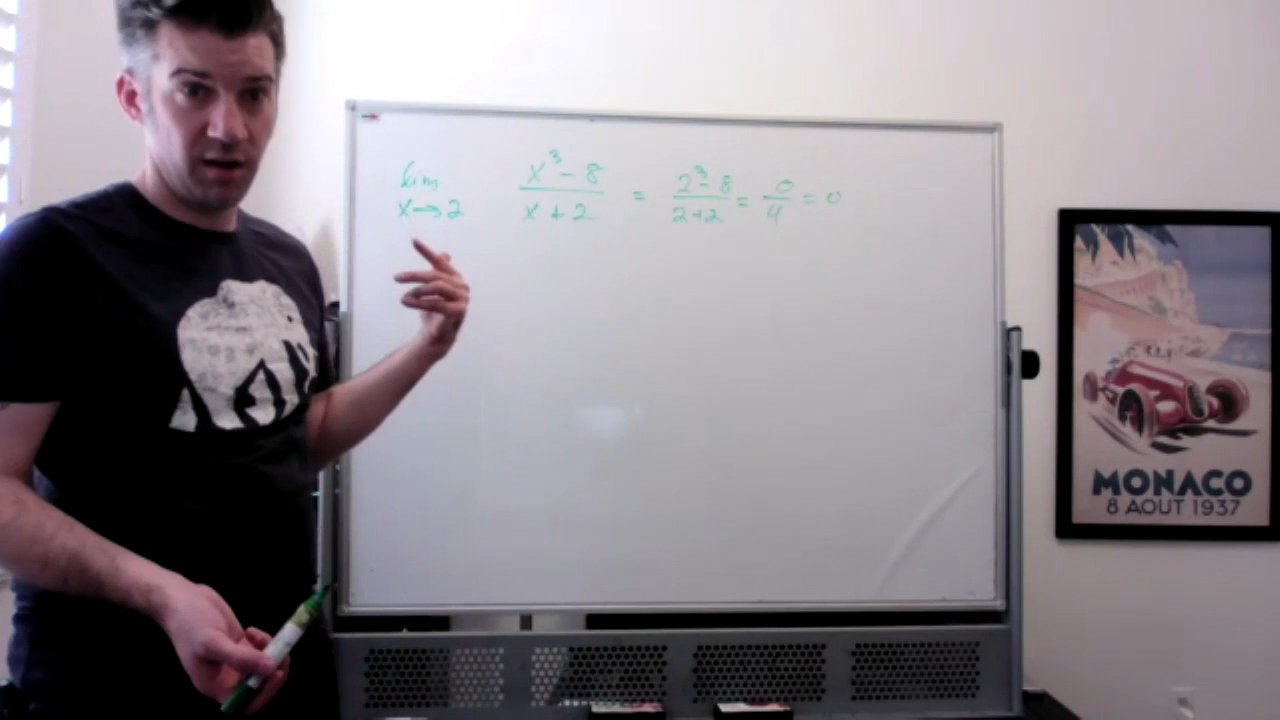 lim x→2 x³ - 8 / x + 2 = 2³ - 8 / 2 + 2 = 0 / 4 = 0
MONACO
8 AOUT 1937